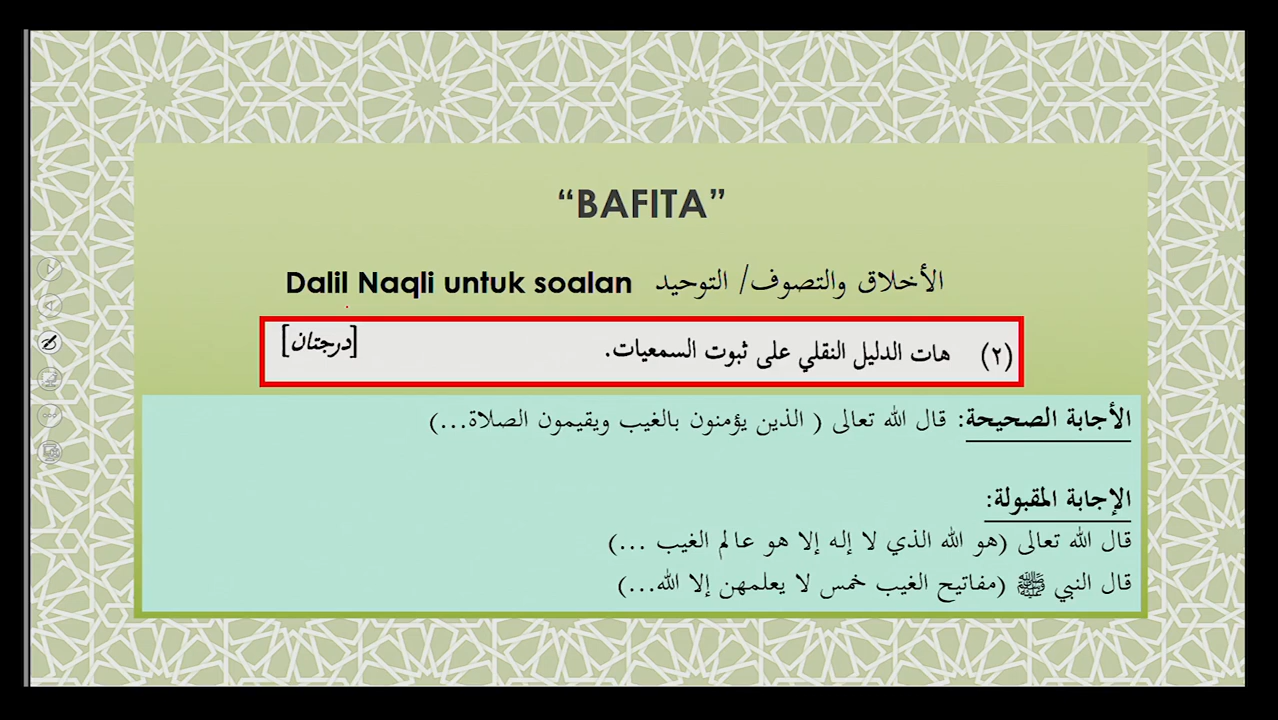 “BAFITA”
Dalil Naqli untuk soalan الأخلاق والتصوف/ التوحيد
(٢) هات الدليل النقلي على ثبوت السمعيات. [درجتان]
الأجابة الصحيحة: قال الله تعالى ( الذين يؤمنون بالغيب ويقيمون الصلاة...)
الإجابة المقبولة:
قال الله تعالى (هو الله الذي لا إله إلا هو عالم الغيب ...)
قال النبي ﷺ (مفاتيح الغيب خمس لا يعلمهن إلا الله...)